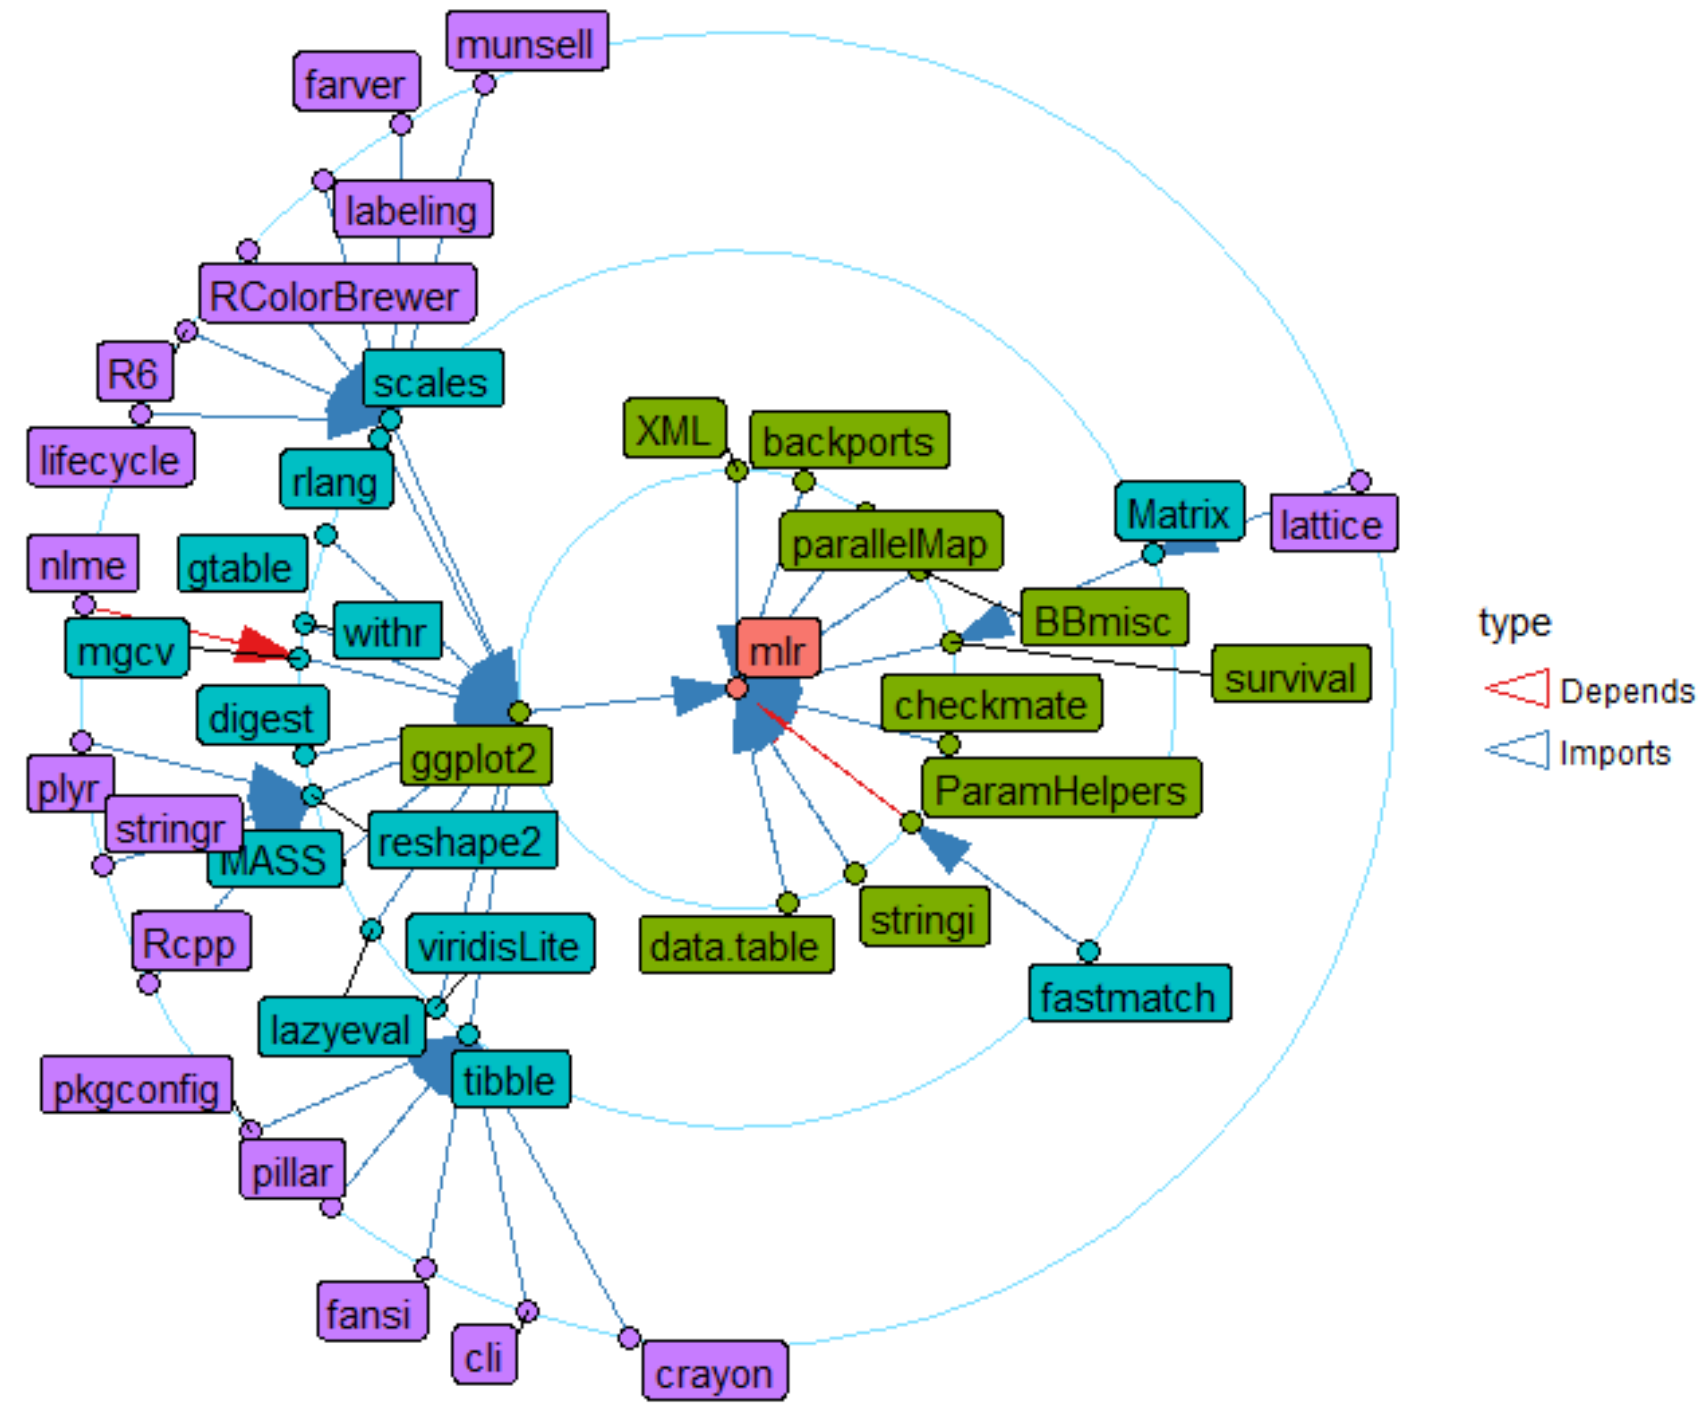 munsell
farver
labeling
RColorBrewer
R6
scales
lifecycle
rlang
XML
backports
Matrix
lattice
parallelMap
nlme
gtable
withr
mgcv
mlr
BBmisc
survival
type
Depends
Imports
digest
checkmate
ggplot2
ParamHelpers
plyr
stringr
MASS
reshape2
Rcpp
viridisLite
stringi
data.table
fastmatch
lazyeval
tibble
pkgconfig
pillar
fansi
cli
crayon